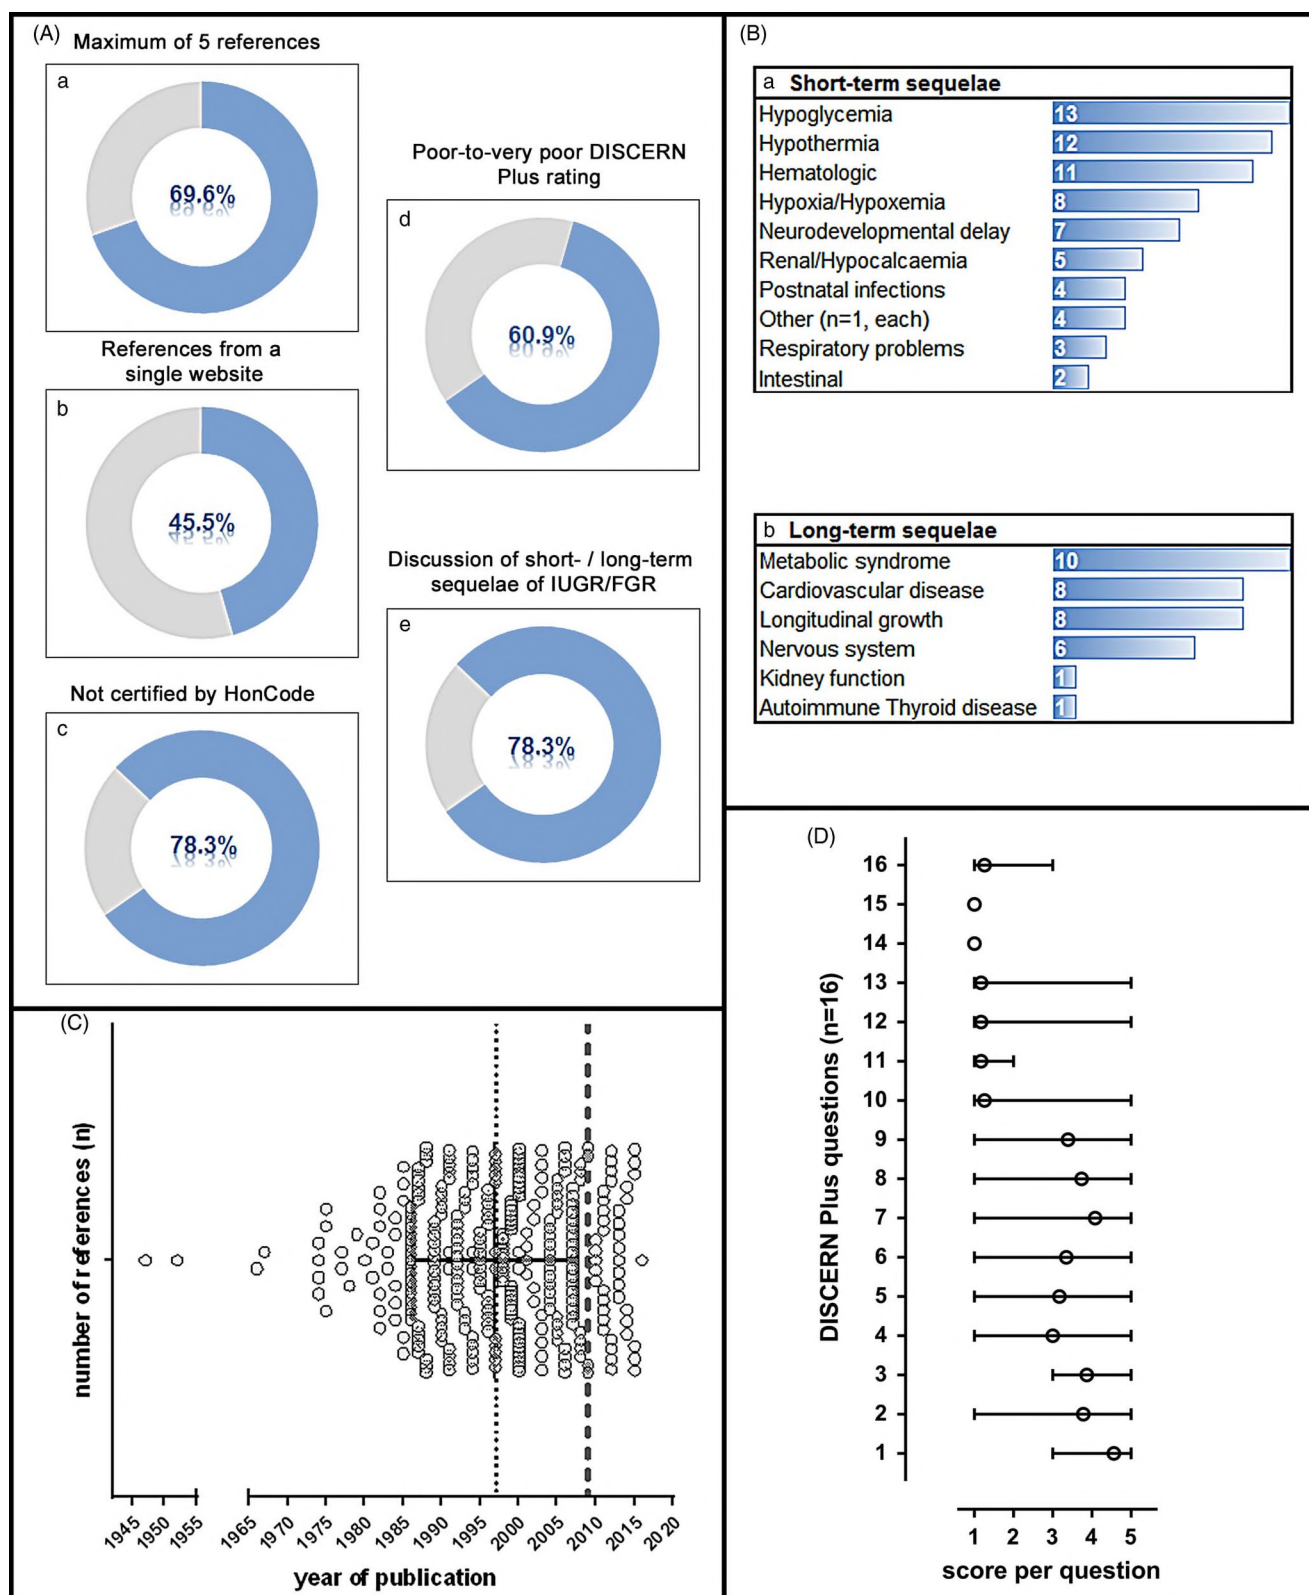 (A)
Maximum of 5 references
a
69.6%
References from a
single website
b
45.5%
Not certified by HonCode
c
78.3%
Poor-to-very poor DISCERN
Plus rating
d
60.9%
Discussion of short- / long-term
sequelae of IUGR/FGR
e
78.3%
(B)
a Short-term sequelae
Hypoglycemia 13
Hypothermia 12
Hematologic 11
Hypoxia/Hypoxemia 8
Neurodevelopmental delay 7
Renal/Hypocalcaemia 5
Postnatal infections 4
Other (n=1, each) 4
Respiratory problems 3
Intestinal 2
b Long-term sequelae
Metabolic syndrome 10
Cardiovascular disease 8
Longitudinal growth 8
Nervous system 6
Kidney function 1
Autoimmune Thyroid disease 1
(C)
number of references (n)
1945 1950 1955 1965 1970 1975 1980 1985 1990 1995 2000 2005 2010 2015 2020
year of publication
(D)
DISCERN Plus questions (n=16)
16
15
14
13
12
11
10
9
8
7
6
5
4
3
2
1
1 2 3 4 5
score per question